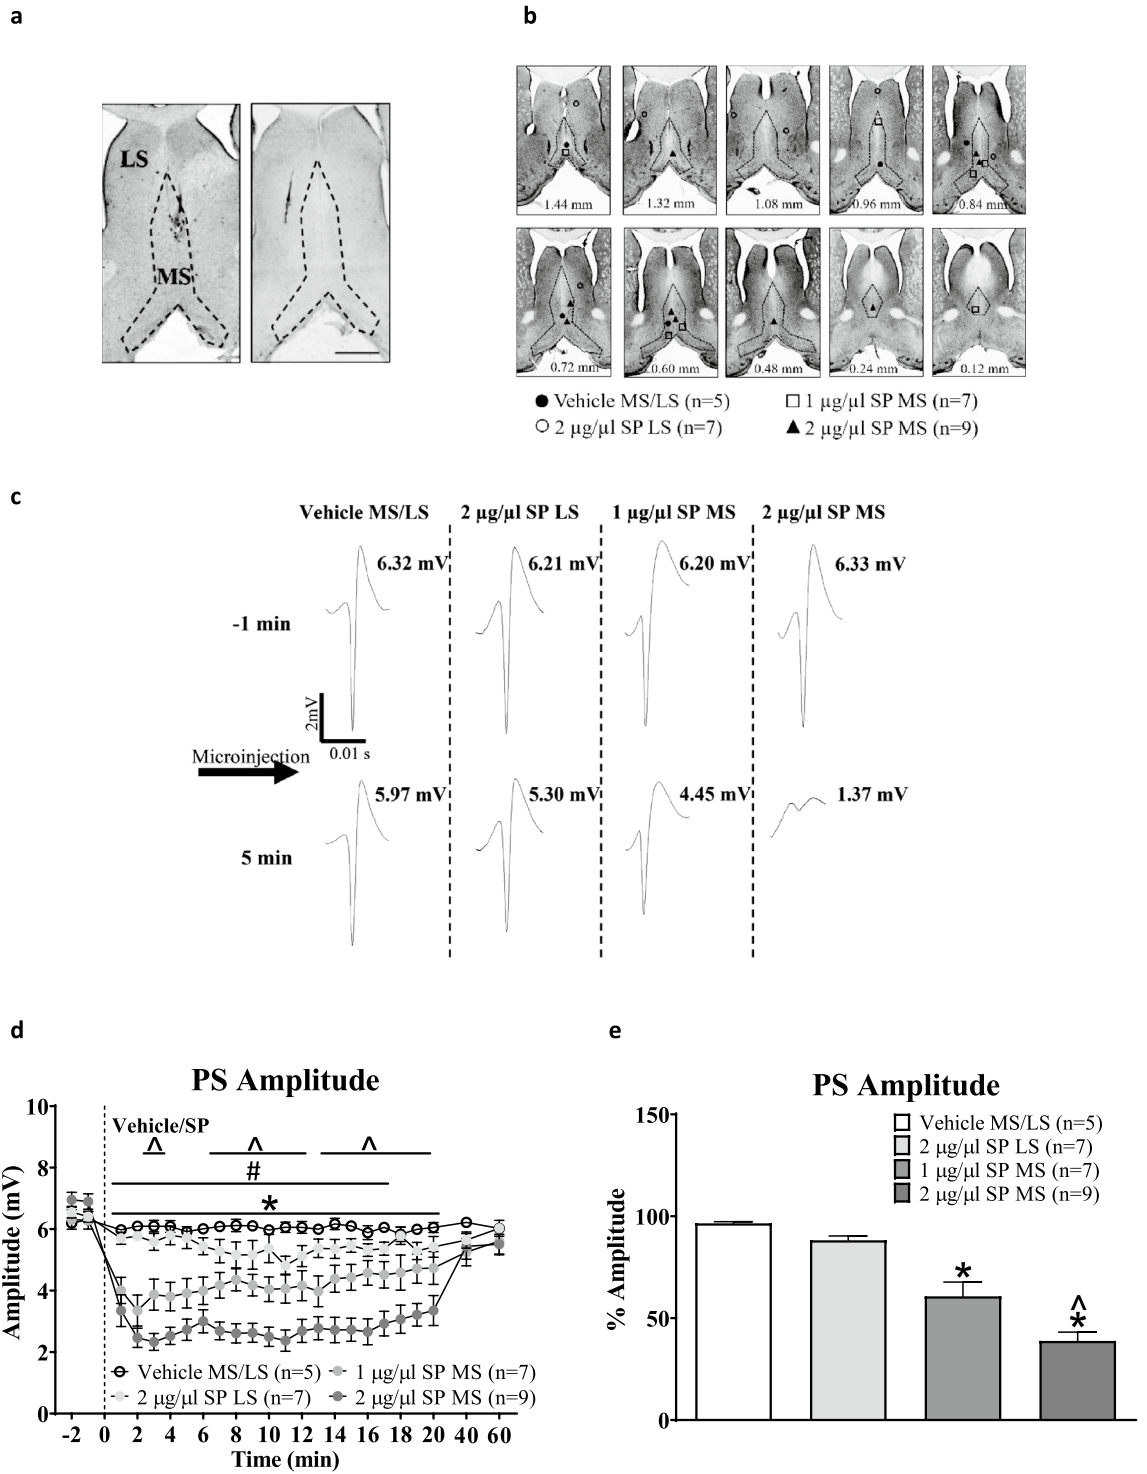 a
b
LS
MS
1.44 mm 1.32 mm 1.08 mm 0.96 mm 0.84 mm
0.72 mm 0.60 mm 0.48 mm 0.24 mm 0.12 mm
● Vehicle MS/LS (n=5) □ 1 µg/µl SP MS (n=7)
○ 2 µg/µl SP LS (n=7) ▲ 2 µg/µl SP MS (n=9)
c
Vehicle MS/LS 2 µg/µl SP LS 1 µg/µl SP MS 2 µg/µl SP MS
6.32 mV 6.21 mV 6.20 mV 6.33 mV
-1 min
2mV
0.01 s
Microinjection
5.97 mV 5.30 mV 4.45 mV 1.37 mV
5 min
d
PS Amplitude
Vehicle/SP
^ ^ ^
#
*
10
8
6
4
2
0
Amplitude (mV)
Vehicle MS/LS (n=5) 1 µg/µl SP MS (n=7)
2 µg/µl SP LS (n=7) 2 µg/µl SP MS (n=9)
-2 0 2 4 6 8 10 12 14 16 18 20 40 60
Time (min)
e
PS Amplitude
Vehicle MS/LS (n=5)
2 µg/µl SP LS (n=7)
1 µg/µl SP MS (n=7)
2 µg/µl SP MS (n=9)
150
100
50
0
% Amplitude
*
^
*